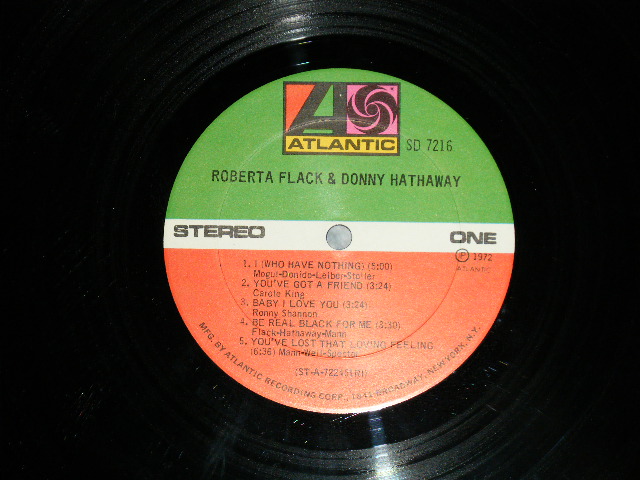 ATLANTIC
SD 7216
ROBERTA FLACK & DONNY HATHAWAY
STEREO
ONE
Ⓟ 1972
ATLANTIC
1. I (WHO HAVE NOTHING) (5:00)
Mogul-Donida-Leiber-Stoller
2. YOU'VE GOT A FRIEND (3:24)
Carole King
3. BABY I LOVE YOU (3:24)
Ronny Shannon
4. BE REAL BLACK FOR ME (3:30)
Flack-Hathaway-Mann
5. YOU'VE LOST THAT LOVING FEELING
(6:36) Mann-Weil-Spector
MFG. BY ATLANTIC RECORDING CORP., 1841 BROADWAY, NEW YORK, N.Y.